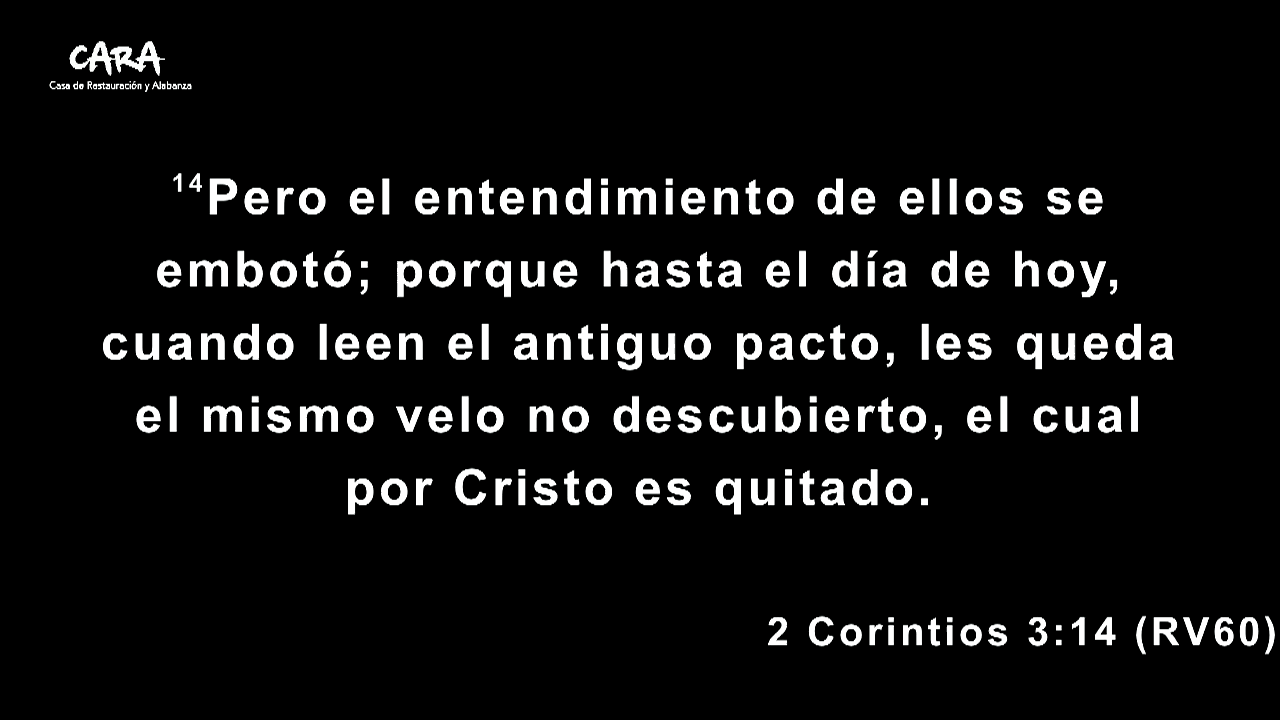 CARA
Casa de Restauración y Alabanza
14Pero el entendimiento de ellos se
embotó; porque hasta el día de hoy,
cuando leen el antiguo pacto, les queda
el mismo velo no descubierto, el cual
por Cristo es quitado.
2 Corintios 3:14 (RV60)